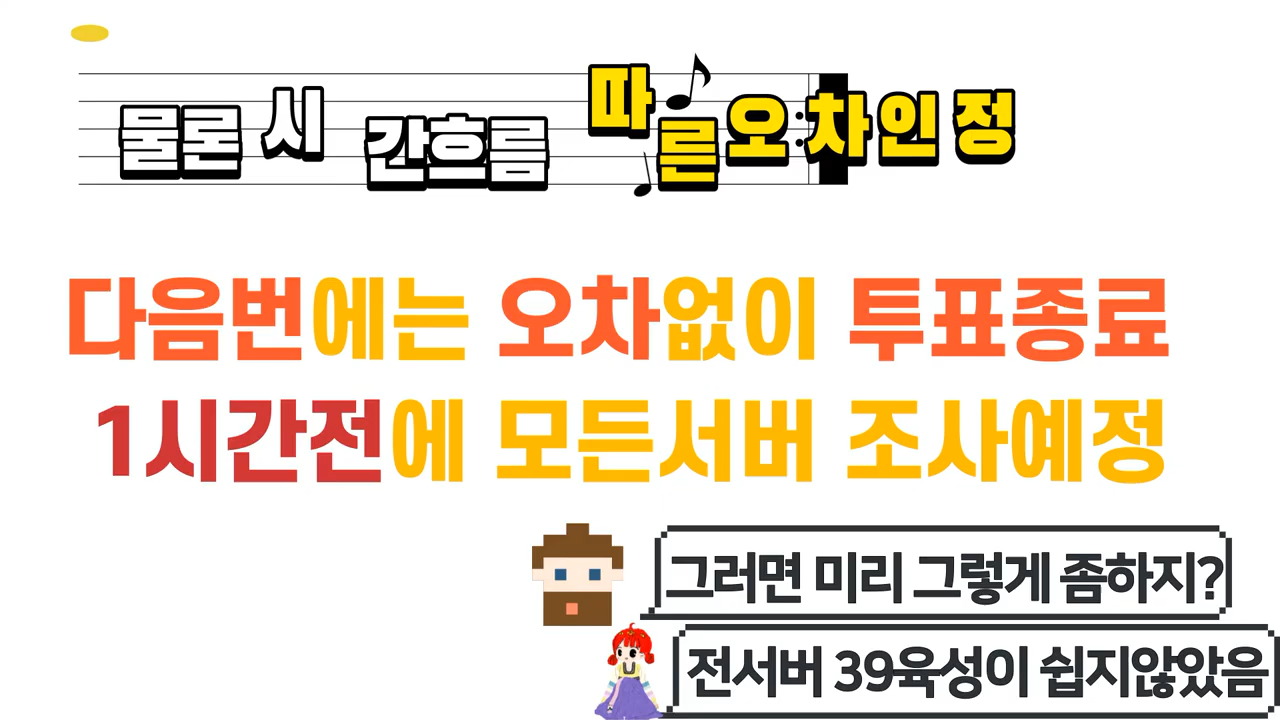 물론 시 간흐름 따른 오차인 정
다음번에는 오차없이 투표종료
1시간전에 모든서버 조사예정
그러면 미리 그렇게 좀하지?
전서버 39육성이 쉽지않았음